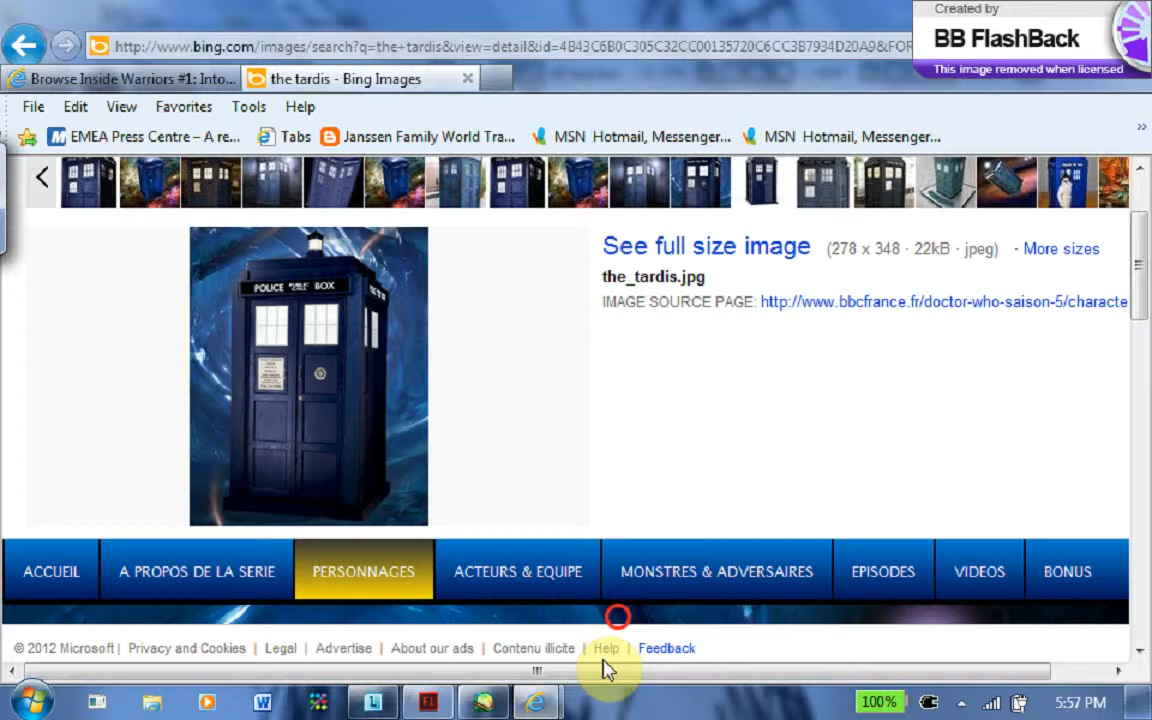 Created by
BB FlashBack
This image removed when licensed
http://www.bing.com/images/search?q=the+tardis&view=detail&id=4B43C6B0C305C32CC00135720C6CC3B7934D20A9&FOR
Browse Inside Warriors #1: Into...
the tardis - Bing Images
File Edit View Favorites Tools Help
EMEA Press Centre – A re... Tabs Janssen Family World Tra... MSN Hotmail, Messenger... MSN Hotmail, Messenger...
See full size image (278 x 348 · 22kB · jpeg) · More sizes
the_tardis.jpg
IMAGE SOURCE PAGE: http://www.bbcfrance.fr/doctor-who-saison-5/characte
POLICE PUBLIC CALL BOX
ACCUEIL A PROPOS DE LA SERIE PERSONNAGES ACTEURS & EQUIPE MONSTRES & ADVERSAIRES EPISODES VIDEOS BONUS
© 2012 Microsoft | Privacy and Cookies | Legal | Advertise | About our ads | Contenu illicite | Help | Feedback
100% 5:57 PM